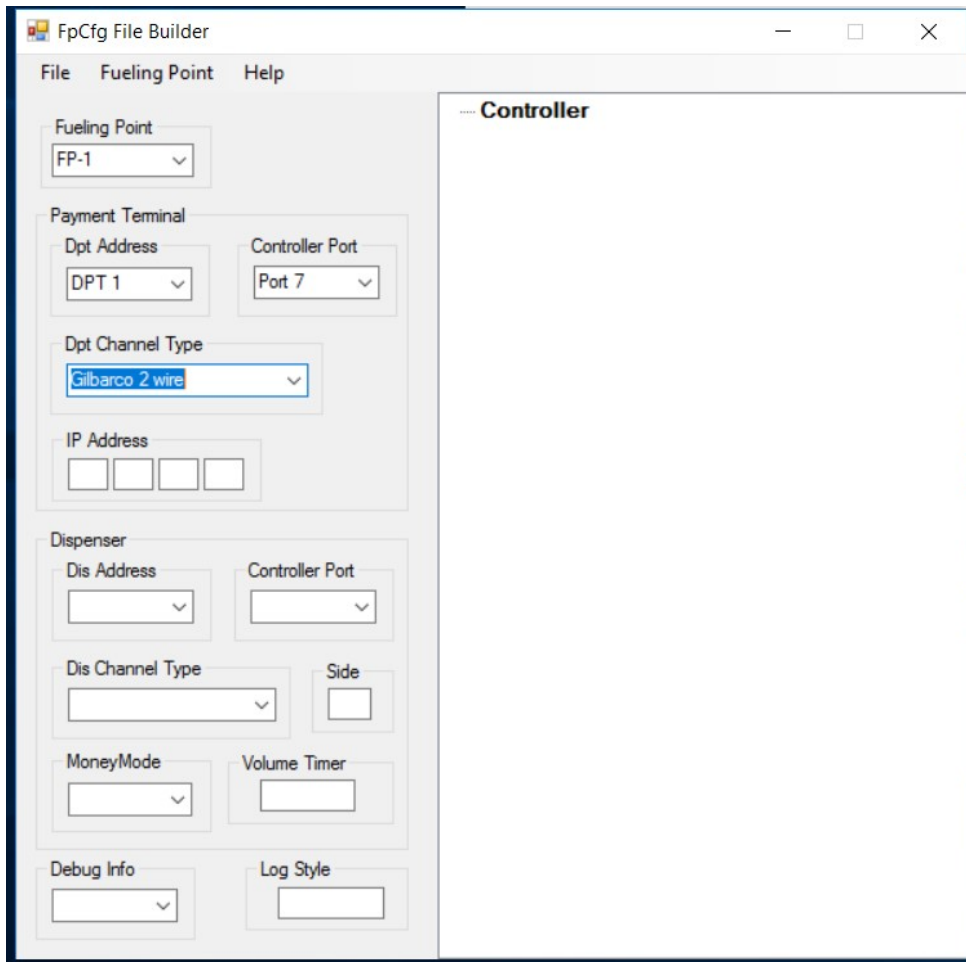 FpCfg File Builder
File Fueling Point Help
Controller
Fueling Point
FP-1
Payment Terminal
Dpt Address Controller Port
DPT 1 Port 7
Dpt Channel Type
Gilbarco 2 wire
IP Address
Dispenser
Dis Address Controller Port
Dis Channel Type Side
MoneyMode Volume Timer
Debug Info Log Style